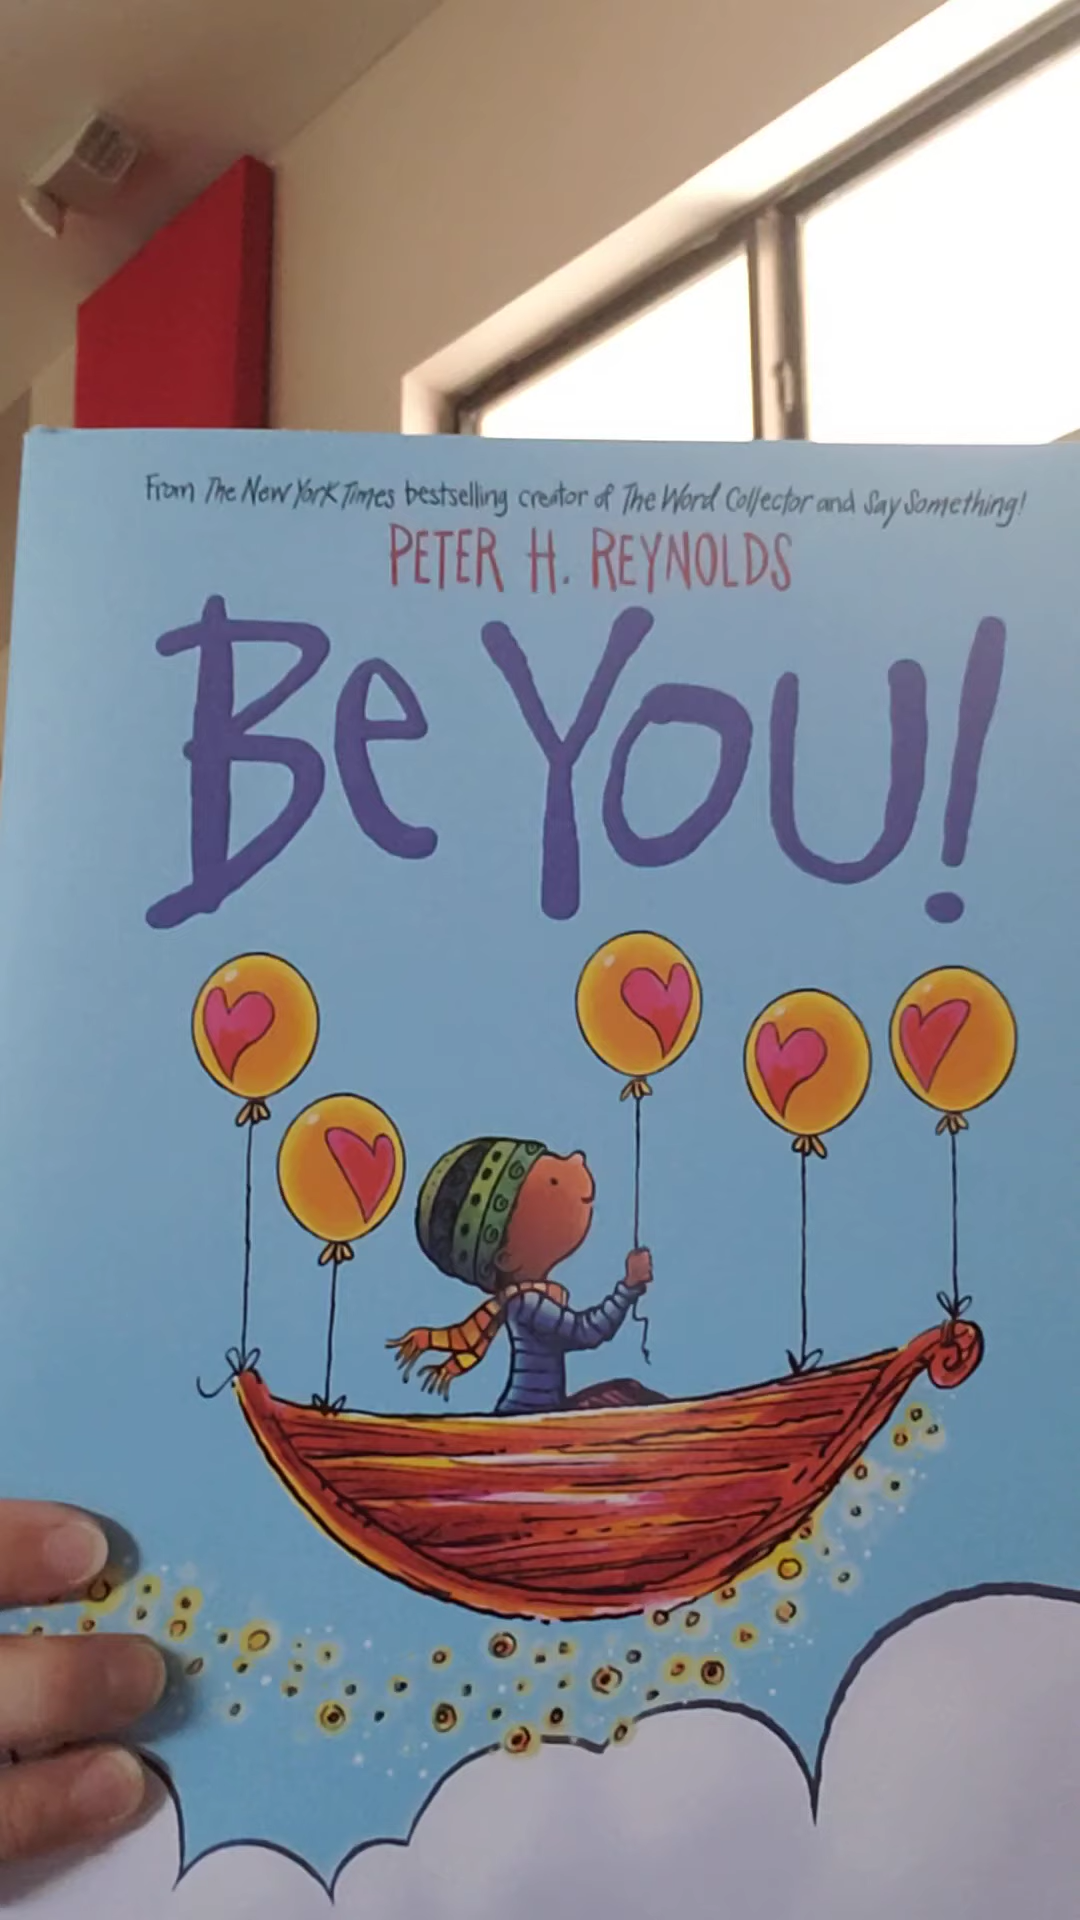 From The New York Times bestselling creator of The Word Collector and Say Something!
PETER H. REYNOLDS
Be You!